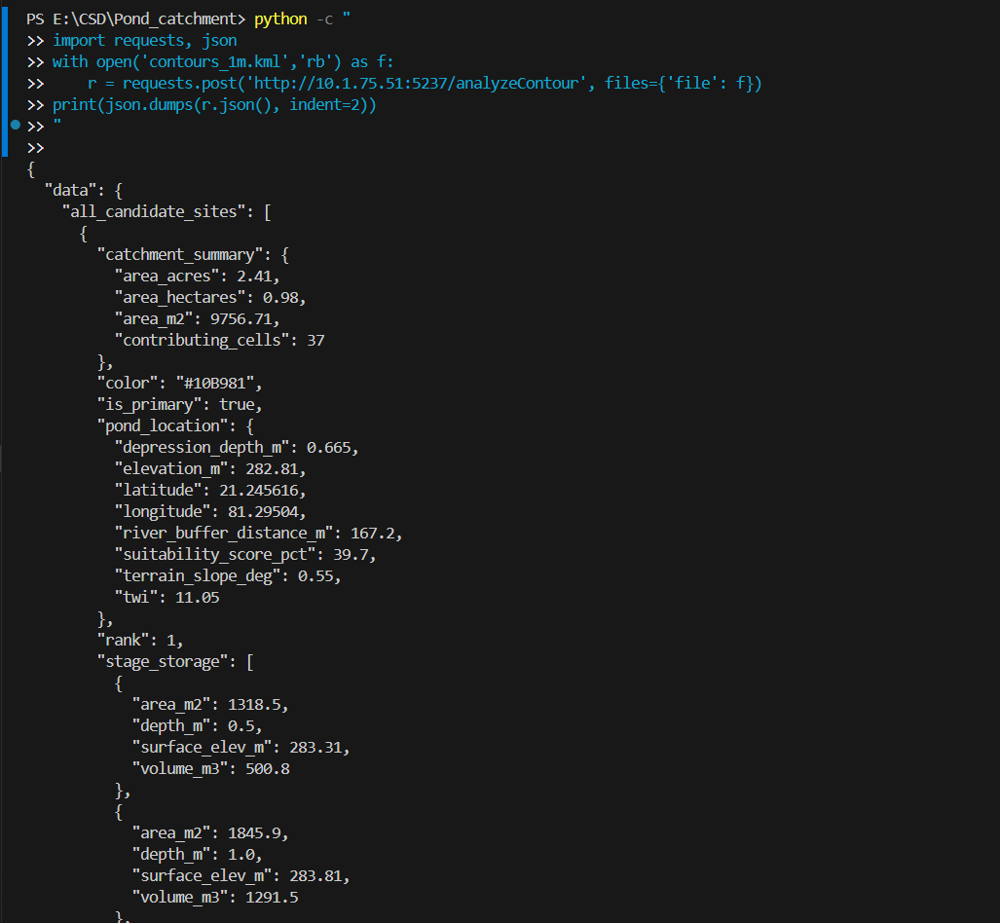 PS E:\CSD\Pond_catchment> python -c "
>> import requests, json
>> with open('contours_1m.kml','rb') as f:
>>     r = requests.post('http://10.1.75.51:5237/analyzeContour', files={'file': f})
>> print(json.dumps(r.json(), indent=2))
>> "
>>
{
  "data": {
    "all_candidate_sites": [
      {
        "catchment_summary": {
          "area_acres": 2.41,
          "area_hectares": 0.98,
          "area_m2": 9756.71,
          "contributing_cells": 37
        },
        "color": "#10B981",
        "is_primary": true,
        "pond_location": {
          "depression_depth_m": 0.665,
          "elevation_m": 282.81,
          "latitude": 21.245616,
          "longitude": 81.29504,
          "river_buffer_distance_m": 167.2,
          "suitability_score_pct": 39.7,
          "terrain_slope_deg": 0.55,
          "twi": 11.05
        },
        "rank": 1,
        "stage_storage": [
          {
            "area_m2": 1318.5,
            "depth_m": 0.5,
            "surface_elev_m": 283.31,
            "volume_m3": 500.8
          },
          {
            "area_m2": 1845.9,
            "depth_m": 1.0,
            "surface_elev_m": 283.81,
            "volume_m3": 1291.5
          },